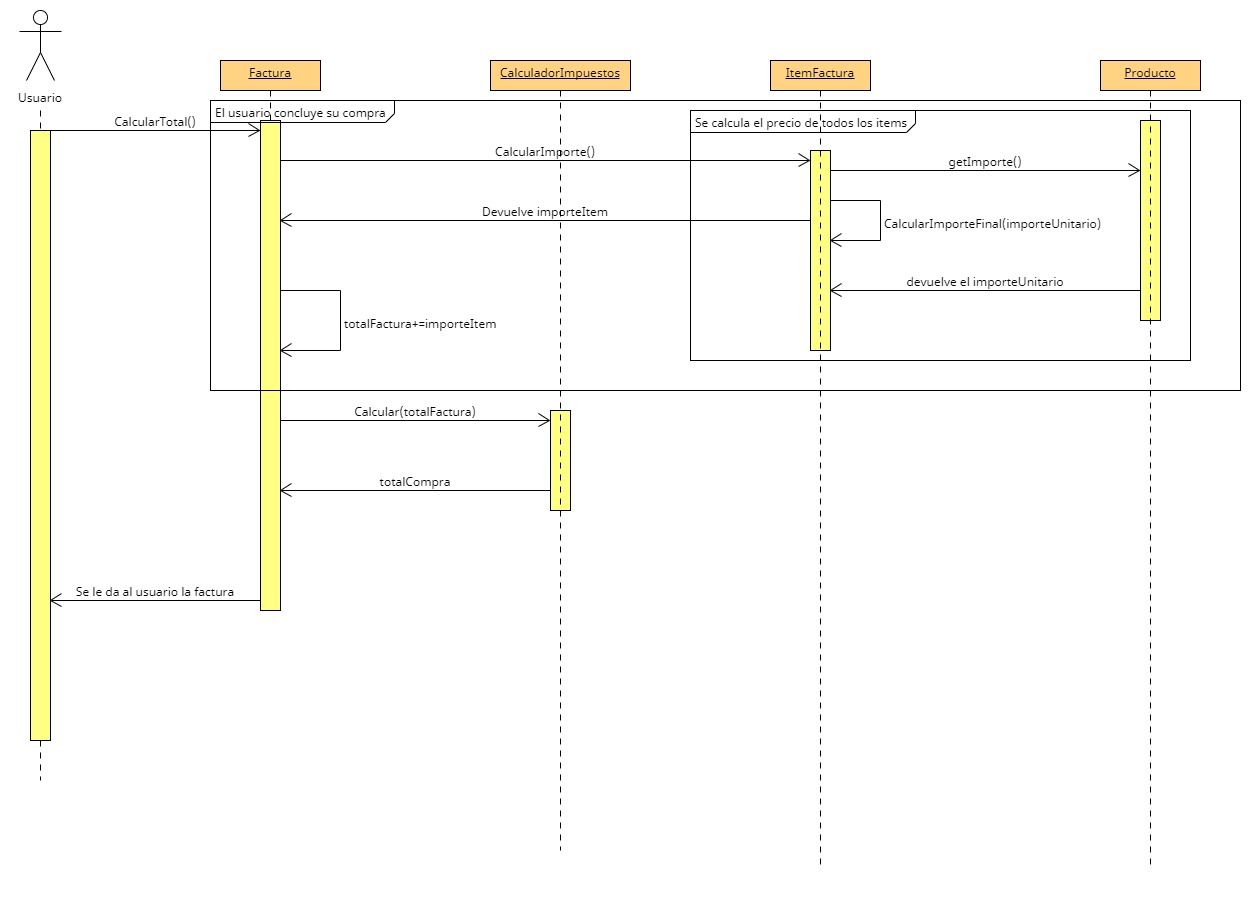 Usuario
Factura
CalculadorImpuestos
ItemFactura
Producto
El usuario concluye su compra
Se calcula el precio de todos los items
CalcularTotal()
CalcularImporte()
getImporte()
Devuelve importeItem
CalcularImporteFinal(importeUnitario)
devuelve el importeUnitario
totalFactura+=importeItem
Calcular(totalFactura)
totalCompra
Se le da al usuario la factura